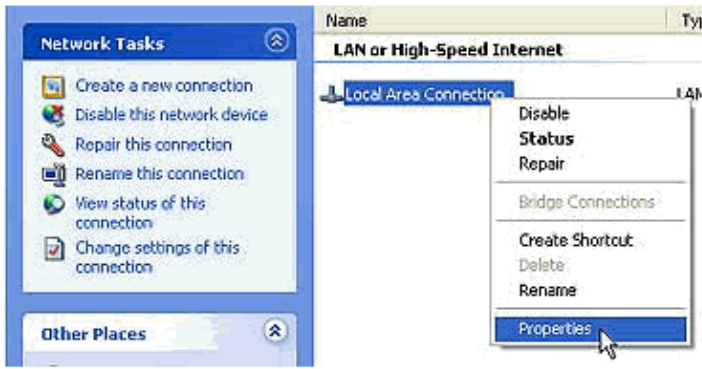 Network Tasks
Create a new connection
Disable this network device
Repair this connection
Rename this connection
View status of this
connection
Change settings of this
connection
Other Places
Name
LAN or High-Speed Internet
Local Area Connection
Disable
Status
Repair
Bridge Connections
Create Shortcut
Delete
Rename
Properties